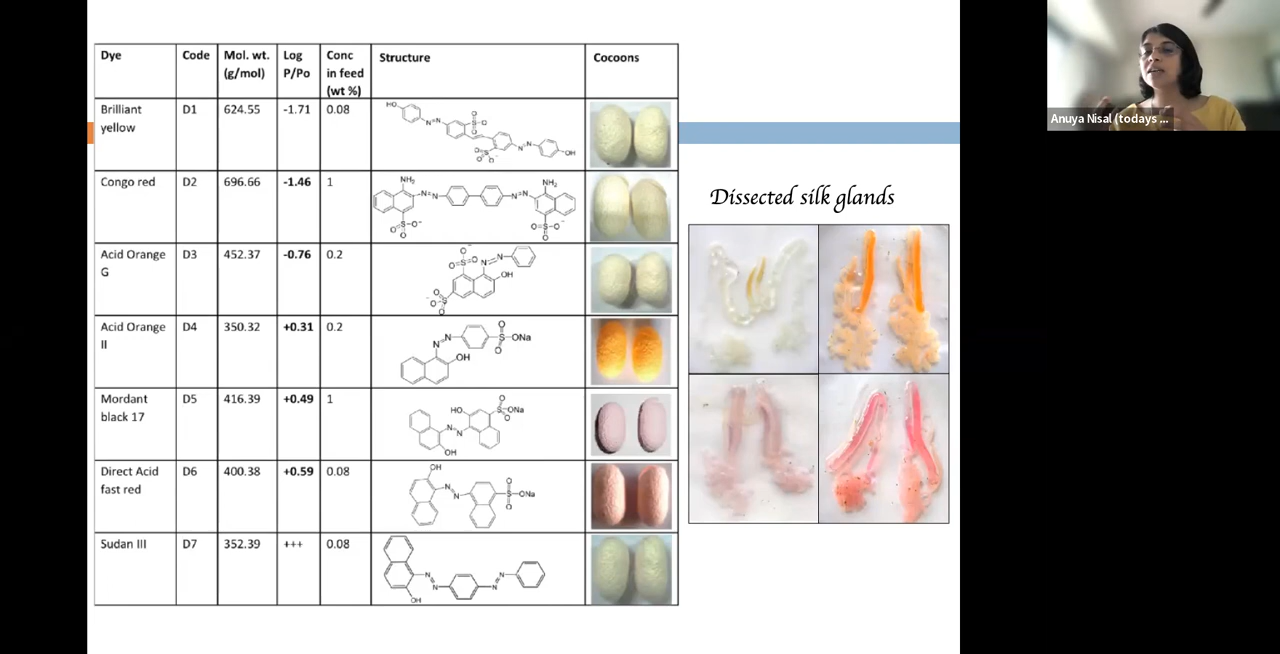 Dye Code Mol. wt. (g/mol) Log P/Po Conc in feed (wt %) Structure Cocoons
Brilliant yellow D1 624.55 -1.71 0.08
Congo red D2 696.66 -1.46 1
Acid Orange G D3 452.37 -0.76 0.2
Acid Orange II D4 350.32 +0.31 0.2
Mordant black 17 D5 416.39 +0.49 1
Direct Acid fast red D6 400.38 +0.59 0.08
Sudan III D7 352.39 +++ 0.08
Dissected silk glands
Anuya Nisal (todays ...